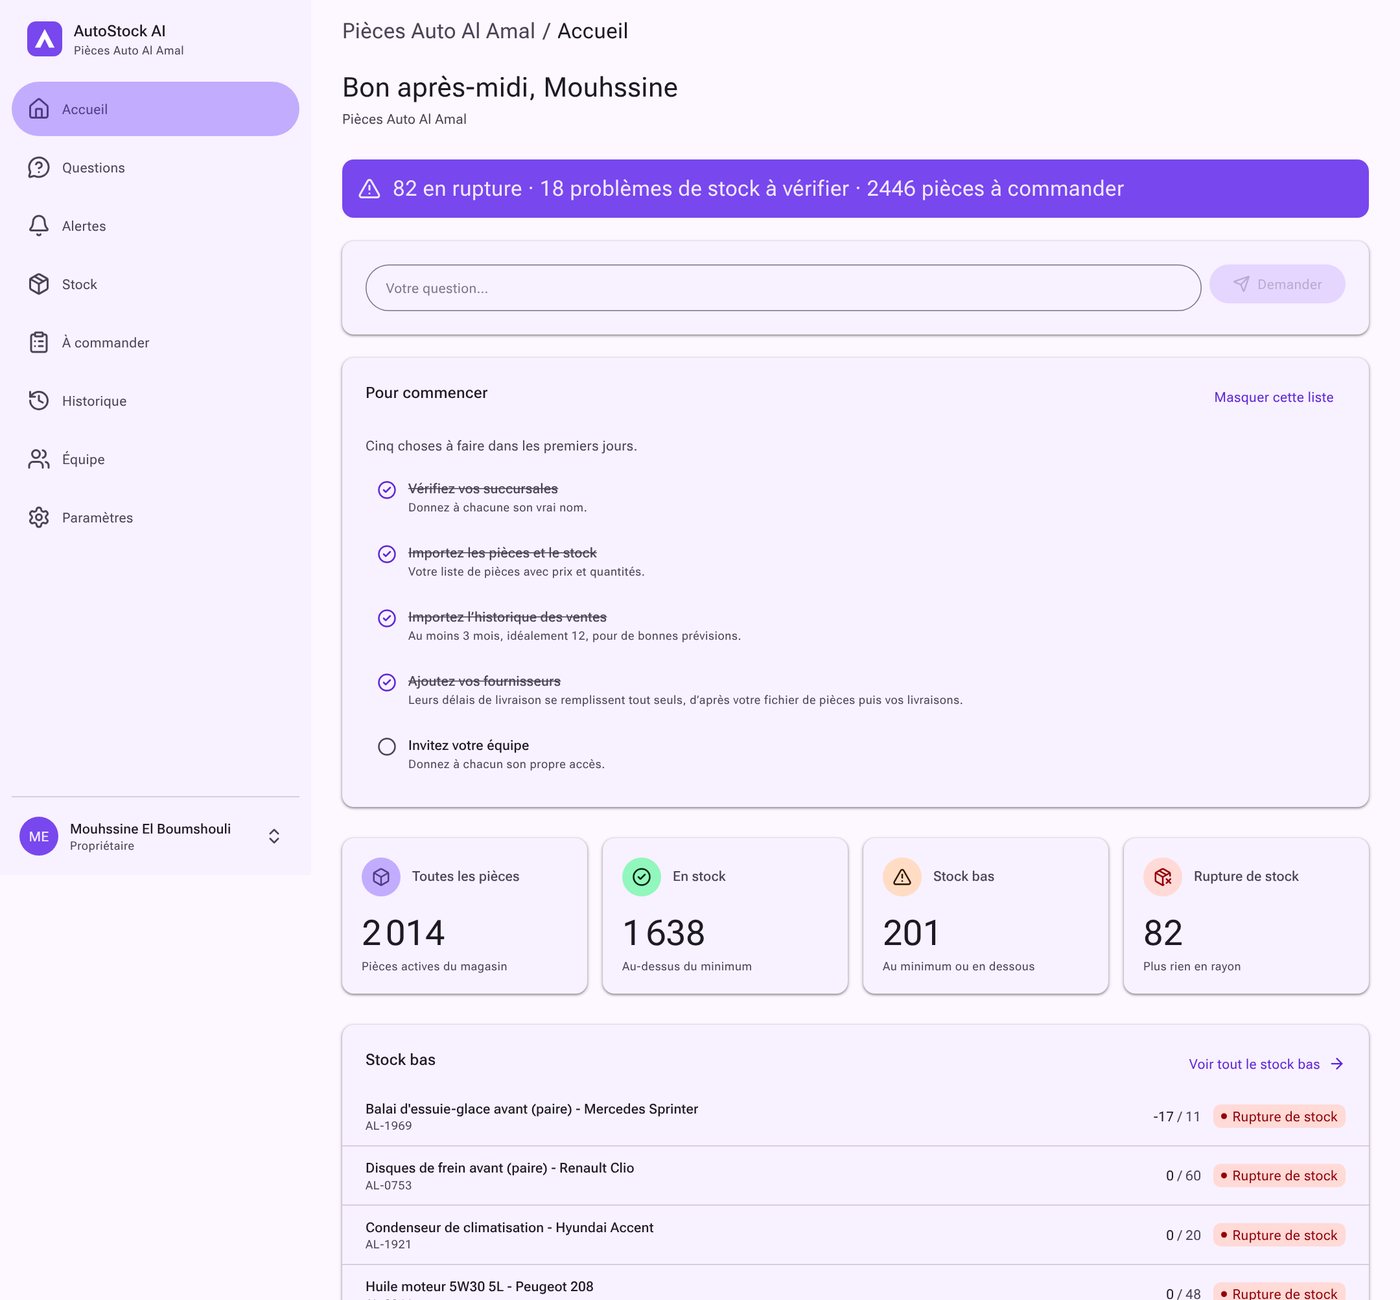 AutoStock AI
Pièces Auto Al Amal
Accueil
Questions
Alertes
Stock
À commander
Historique
Équipe
Paramètres
ME
Mouhssine El Boumshouli
Propriétaire
Pièces Auto Al Amal / Accueil
Bon après-midi, Mouhssine
Pièces Auto Al Amal
82 en rupture · 18 problèmes de stock à vérifier · 2446 pièces à commander
Votre question...
Demander
Pour commencer
Masquer cette liste
Cinq choses à faire dans les premiers jours.
Vérifiez vos succursales
Donnez à chacune son vrai nom.
Importez les pièces et le stock
Votre liste de pièces avec prix et quantités.
Importez l’historique des ventes
Au moins 3 mois, idéalement 12, pour de bonnes prévisions.
Ajoutez vos fournisseurs
Leurs délais de livraison se remplissent tout seuls, d’après votre fichier de pièces puis vos livraisons.
Invitez votre équipe
Donnez à chacun son propre accès.
Toutes les pièces
2 014
Pièces actives du magasin
En stock
1 638
Au-dessus du minimum
Stock bas
201
Au minimum ou en dessous
Rupture de stock
82
Plus rien en rayon
Stock bas
Voir tout le stock bas
Balai d'essuie-glace avant (paire) - Mercedes Sprinter
AL-1969
-17 / 11
Rupture de stock
Disques de frein avant (paire) - Renault Clio
AL-0753
0 / 60
Rupture de stock
Condenseur de climatisation - Hyundai Accent
AL-1921
0 / 20
Rupture de stock
Huile moteur 5W30 5L - Peugeot 208
0 / 48
Rupture de stock